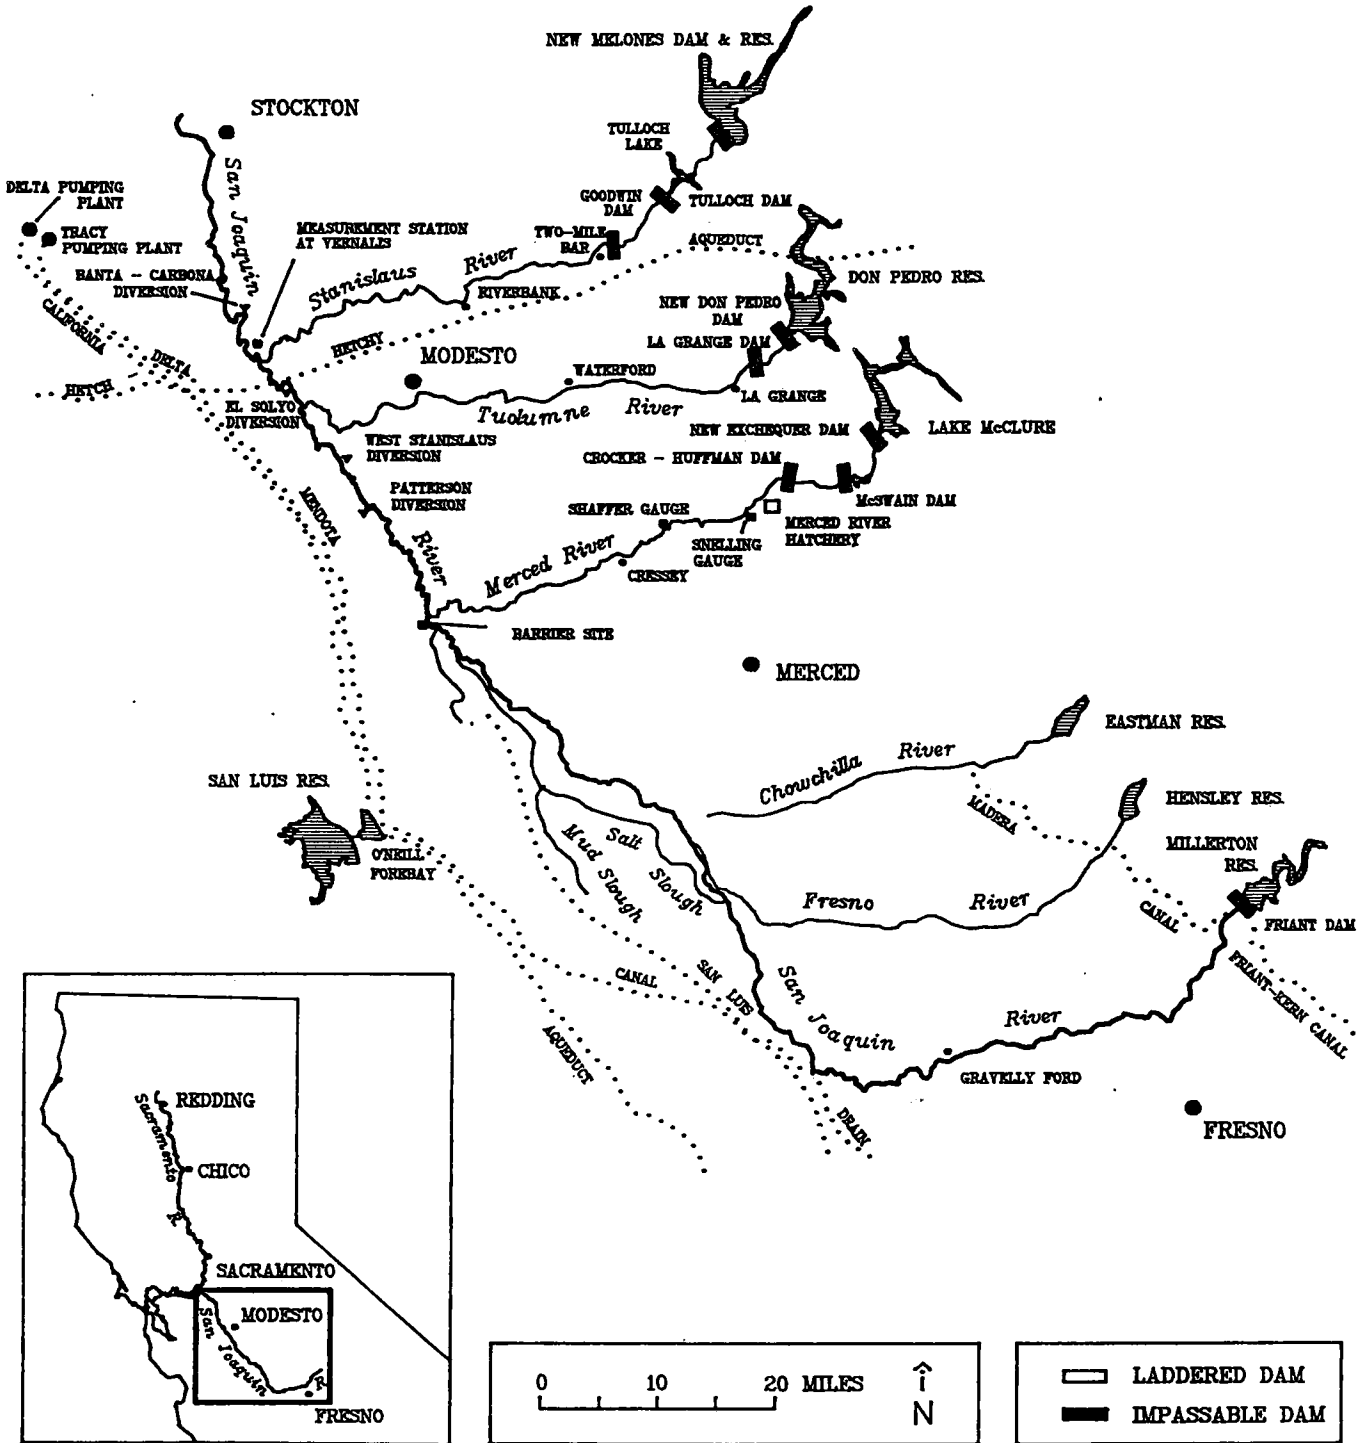 NEW MELONES DAM & RES.
STOCKTON
TULLOCH
LAKE
San Joaquin
DELTA PUMPING
PLANT
GOODWIN
DAM
TULLOCH DAM
TRACY
PUMPING PLANT
MEASUREMENT STATION
AT VERNALIS
TWO-MILE
BAR
AQUEDUCT
BANTA - CARBONA
DIVERSION
Stanislaus River
RIVERBANK
DON PEDRO RES.
CALIFORNIA
NEW DON PEDRO
DAM
HETCHY
LA GRANGE DAM
DELTA
MODESTO
WATERFORD
HETCH
LA GRANGE
EL SOLYO
DIVERSION
Tuolumne River
NEW EXCHEQUER DAM
LAKE McCLURE
WEST STANISLAUS
DIVERSION
CROCKER - HUFFMAN DAM
MENDOTA
PATTERSON
DIVERSION
McSWAIN DAM
SHAFFER GAUGE
MERCED RIVER
HATCHERY
River
SNELLING
GAUGE
Merced River
CRESSEY
BARRIER SITE
MERCED
EASTMAN RES.
Chowchilla River
SAN LUIS RES.
MADERA
HENSLEY RES.
MILLERTON
RES.
O'NEILL
FOREBAY
Salt Slough
Mud Slough
Fresno River
CANAL
FRIANT DAM
FRIANT-KERN CANAL
CANAL
SAN LUIS
San Joaquin River
AQUEDUCT
GRAVELLY FORD
DRAIN
FRESNO
REDDING
Sacramento
CHICO
R.
SACRAMENTO
MODESTO
San Joaquin
R.
FRESNO
0 10 20 MILES
N
LADDERED DAM
IMPASSABLE DAM